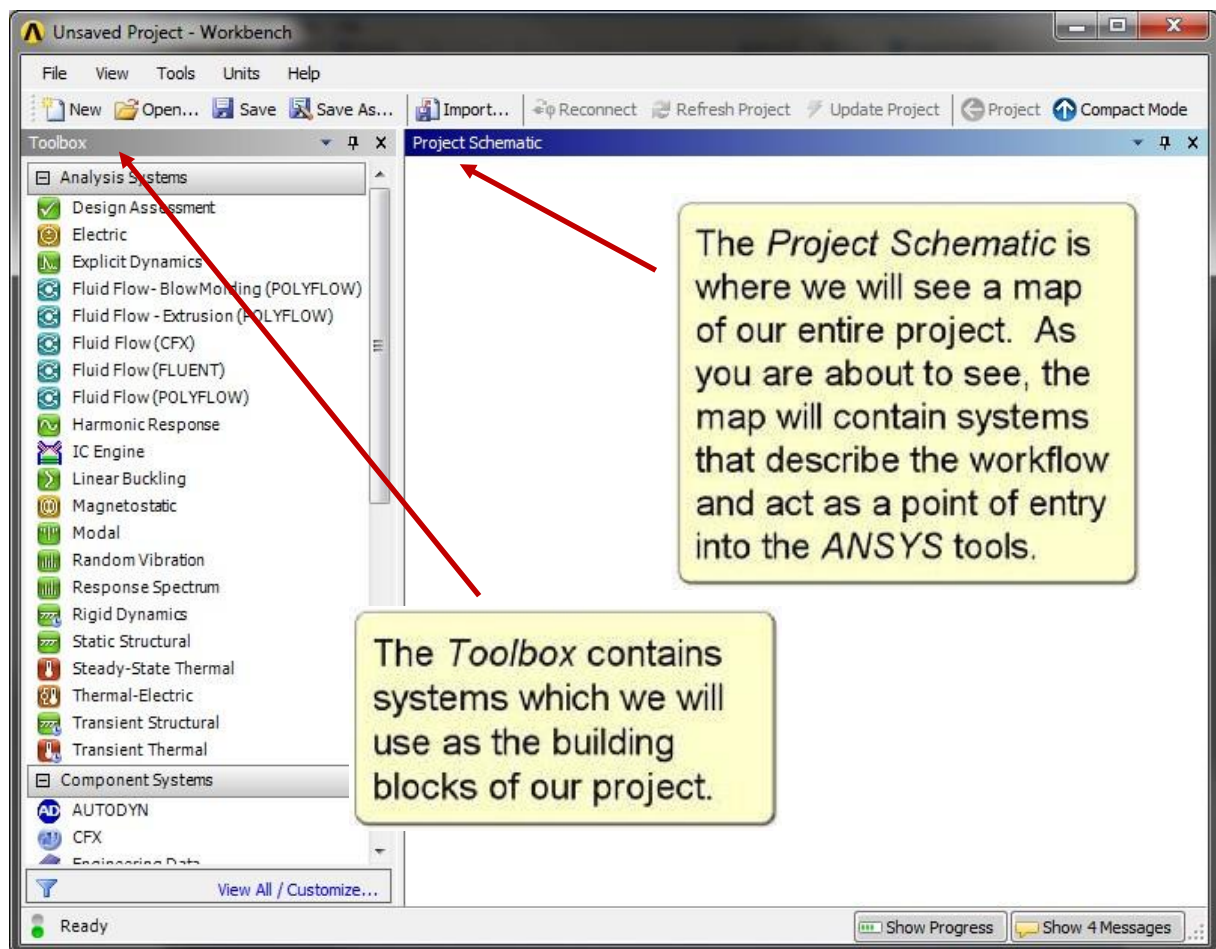 Unsaved Project - Workbench
File View Tools Units Help
New Open... Save Save As... Import... Reconnect Refresh Project Update Project Project Compact Mode
Toolbox
Project Schematic
Analysis Systems
Design Assessment
Electric
Explicit Dynamics
Fluid Flow- BlowMolding (POLYFLOW)
Fluid Flow - Extrusion (POLYFLOW)
Fluid Flow (CFX)
Fluid Flow (FLUENT)
Fluid Flow (POLYFLOW)
Harmonic Response
IC Engine
Linear Buckling
Magnetostatic
Modal
Random Vibration
Response Spectrum
Rigid Dynamics
Static Structural
Steady-State Thermal
Thermal-Electric
Transient Structural
Transient Thermal
Component Systems
AUTODYN
CFX
Engineering Data
View All / Customize...
The Project Schematic is
where we will see a map
of our entire project. As
you are about to see, the
map will contain systems
that describe the workflow
and act as a point of entry
into the ANSYS tools.
The Toolbox contains
systems which we will
use as the building
blocks of our project.
Ready
Show Progress
Show 4 Messages